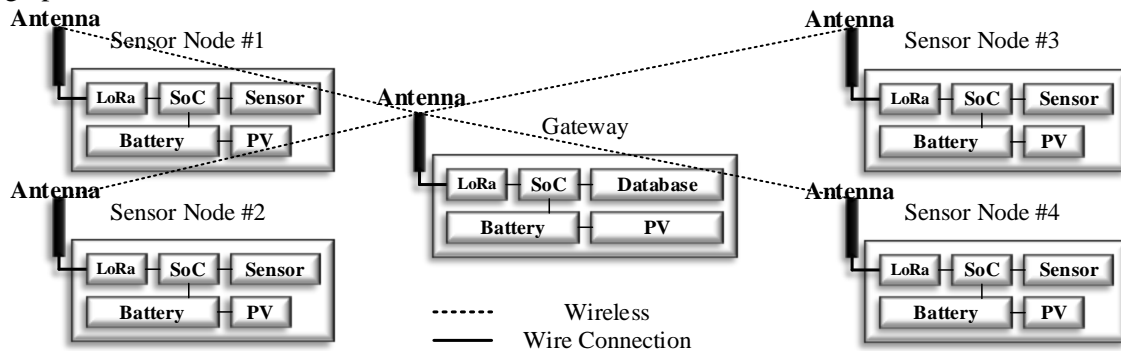 Antenna
Sensor Node #1
LoRa SoC Sensor
Battery PV
Antenna
Sensor Node #2
LoRa SoC Sensor
Battery PV
Antenna
Gateway
LoRa SoC Database
Battery PV
Antenna
Sensor Node #3
LoRa SoC Sensor
Battery PV
Antenna
Sensor Node #4
LoRa SoC Sensor
Battery PV
Wireless
Wire Connection